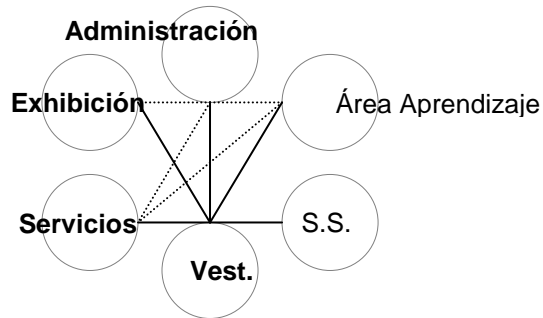 Administración
Exhibición
Área Aprendizaje
Servicios
S.S.
Vest.